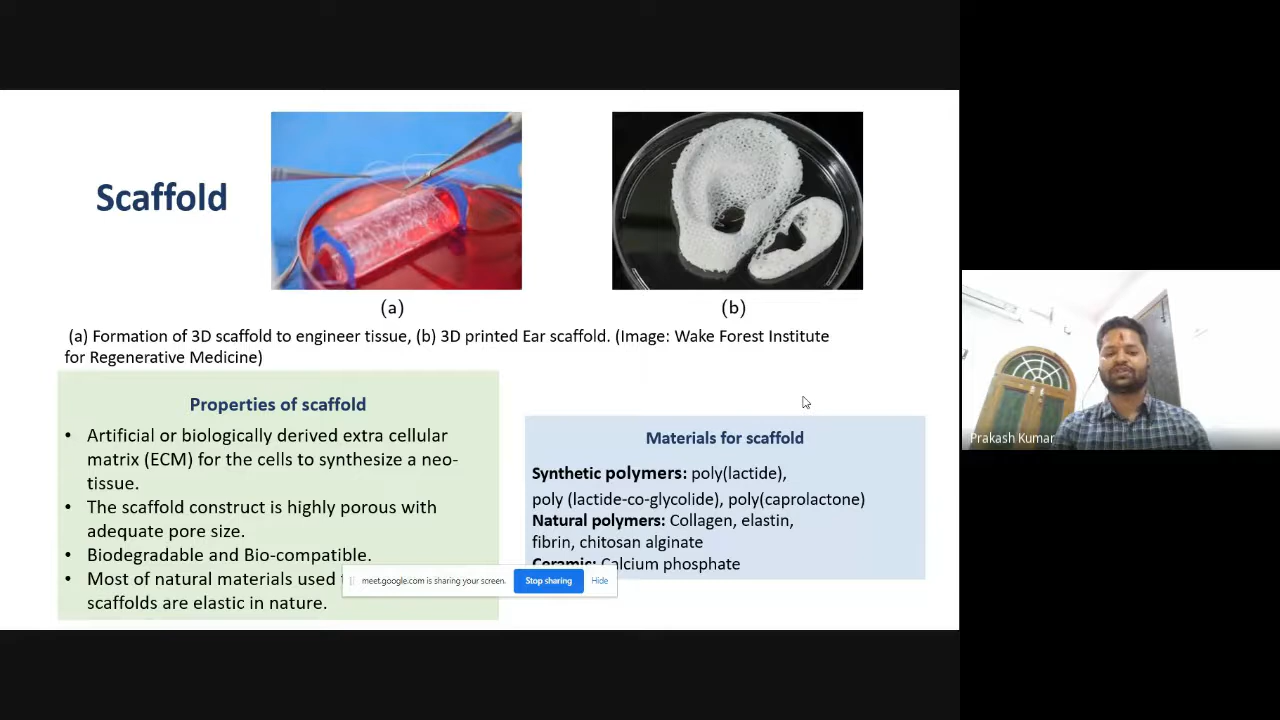 Scaffold
(a)
(b)
(a) Formation of 3D scaffold to engineer tissue, (b) 3D printed Ear scaffold. (Image: Wake Forest Institute
for Regenerative Medicine)
Properties of scaffold
• Artificial or biologically derived extra cellular
matrix (ECM) for the cells to synthesize a neo-
tissue.
• The scaffold construct is highly porous with
adequate pore size.
• Biodegradable and Bio-compatible.
• Most of natural materials used
scaffolds are elastic in nature.
Materials for scaffold
Synthetic polymers: poly(lactide),
poly (lactide-co-glycolide), poly(caprolactone)
Natural polymers: Collagen, elastin,
fibrin, chitosan alginate
Ceramic: Calcium phosphate
meet.google.com is sharing your screen.
Stop sharing
Hide
Prakash Kumar